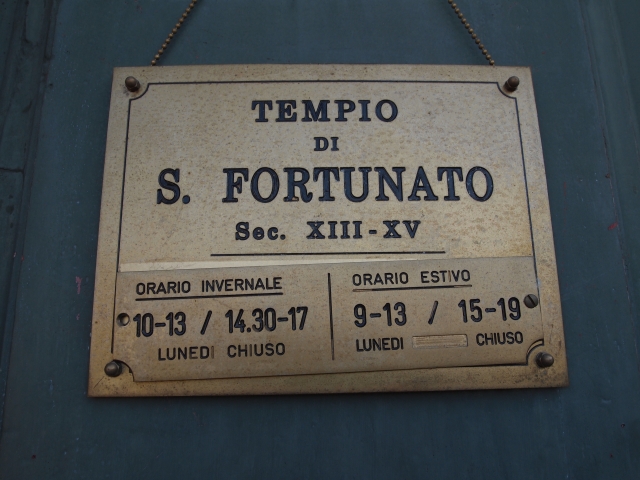 TEMPIO
DI
S. FORTUNATO
Sec. XIII-XV
ORARIO INVERNALE
10-13 / 14.30-17
LUNEDI CHIUSO
ORARIO ESTIVO
9-13 / 15-19
LUNEDI CHIUSO